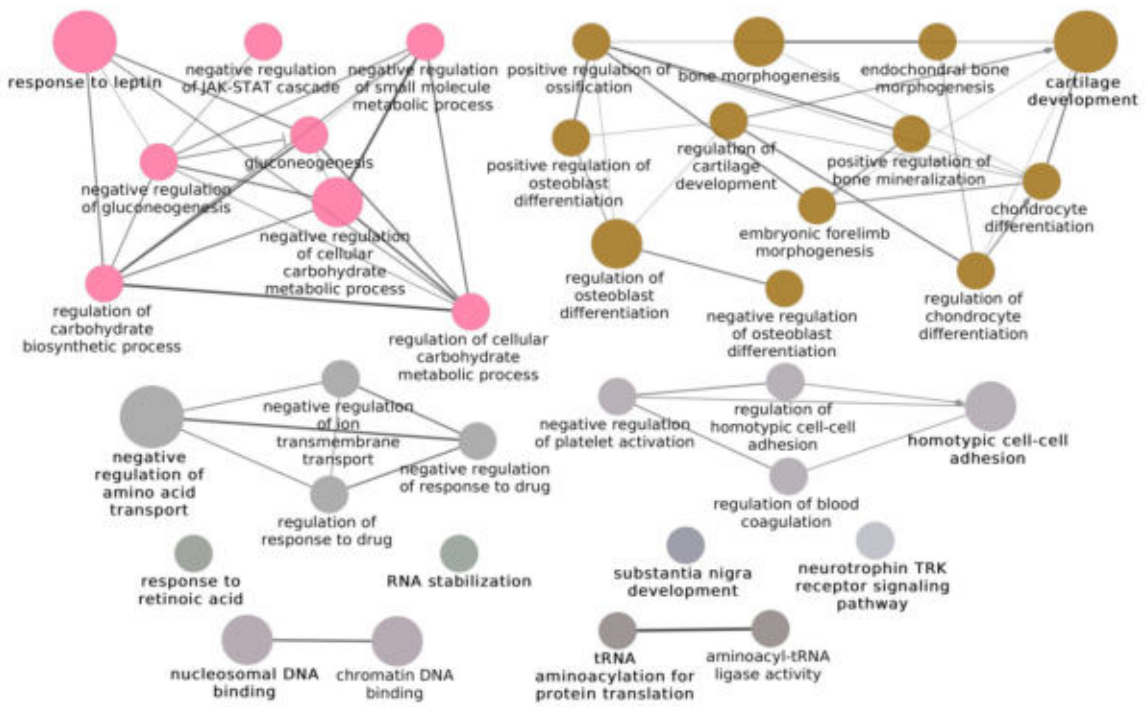 response to leptin
negative regulation
of JAK-STAT cascade
negative regulation
of small molecule
metabolic process
gluconeogenesis
negative regulation
of gluconeogenesis
negative regulation
of cellular
carbohydrate
metabolic process
regulation of
carbohydrate
biosynthetic process
regulation of cellular
carbohydrate
metabolic process
positive regulation of
ossification
bone morphogenesis
endochondral bone
morphogenesis
cartilage
development
positive regulation of
osteoblast
differentiation
regulation of
cartilage
development
positive regulation of
bone mineralization
chondrocyte
differentiation
embryonic forelimb
morphogenesis
regulation of
osteoblast
differentiation
negative regulation
of osteoblast
differentiation
regulation of
chondrocyte
differentiation
negative
regulation of
amino acid
transport
negative regulation
of ion
transmembrane
transport
negative regulation
of response to drug
regulation of
response to drug
negative regulation
of platelet activation
regulation of
homotypic cell-cell
adhesion
homotypic cell-cell
adhesion
regulation of blood
coagulation
response to
retinoic acid
RNA stabilization
substantia nigra
development
neurotrophin TRK
receptor signaling
pathway
nucleosomal DNA
binding
chromatin DNA
binding
tRNA
aminoacylation for
protein translation
aminoacyl-tRNA
ligase activity